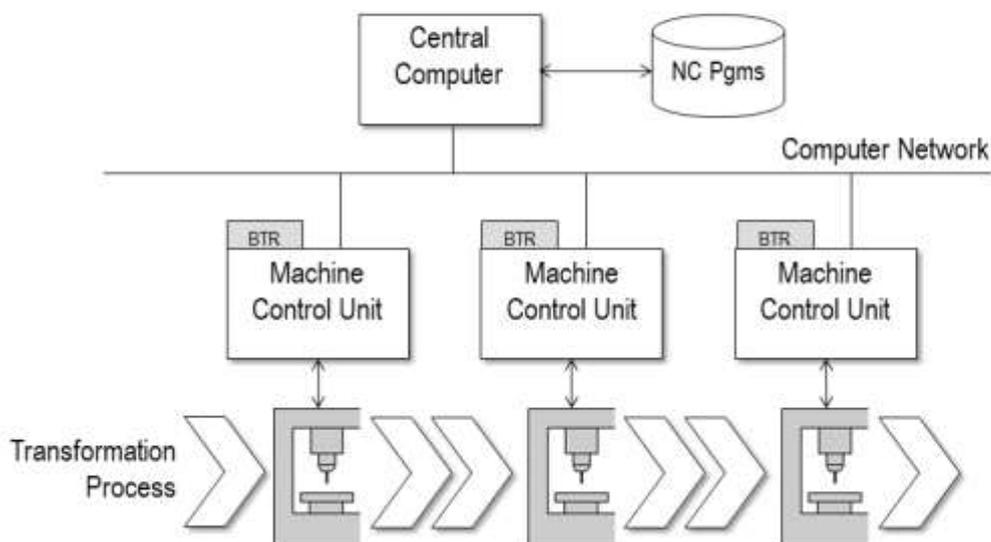 Central
Computer
NC Pgms
Computer Network
BTR
Machine
Control Unit
BTR
Machine
Control Unit
BTR
Machine
Control Unit
Transformation
Process